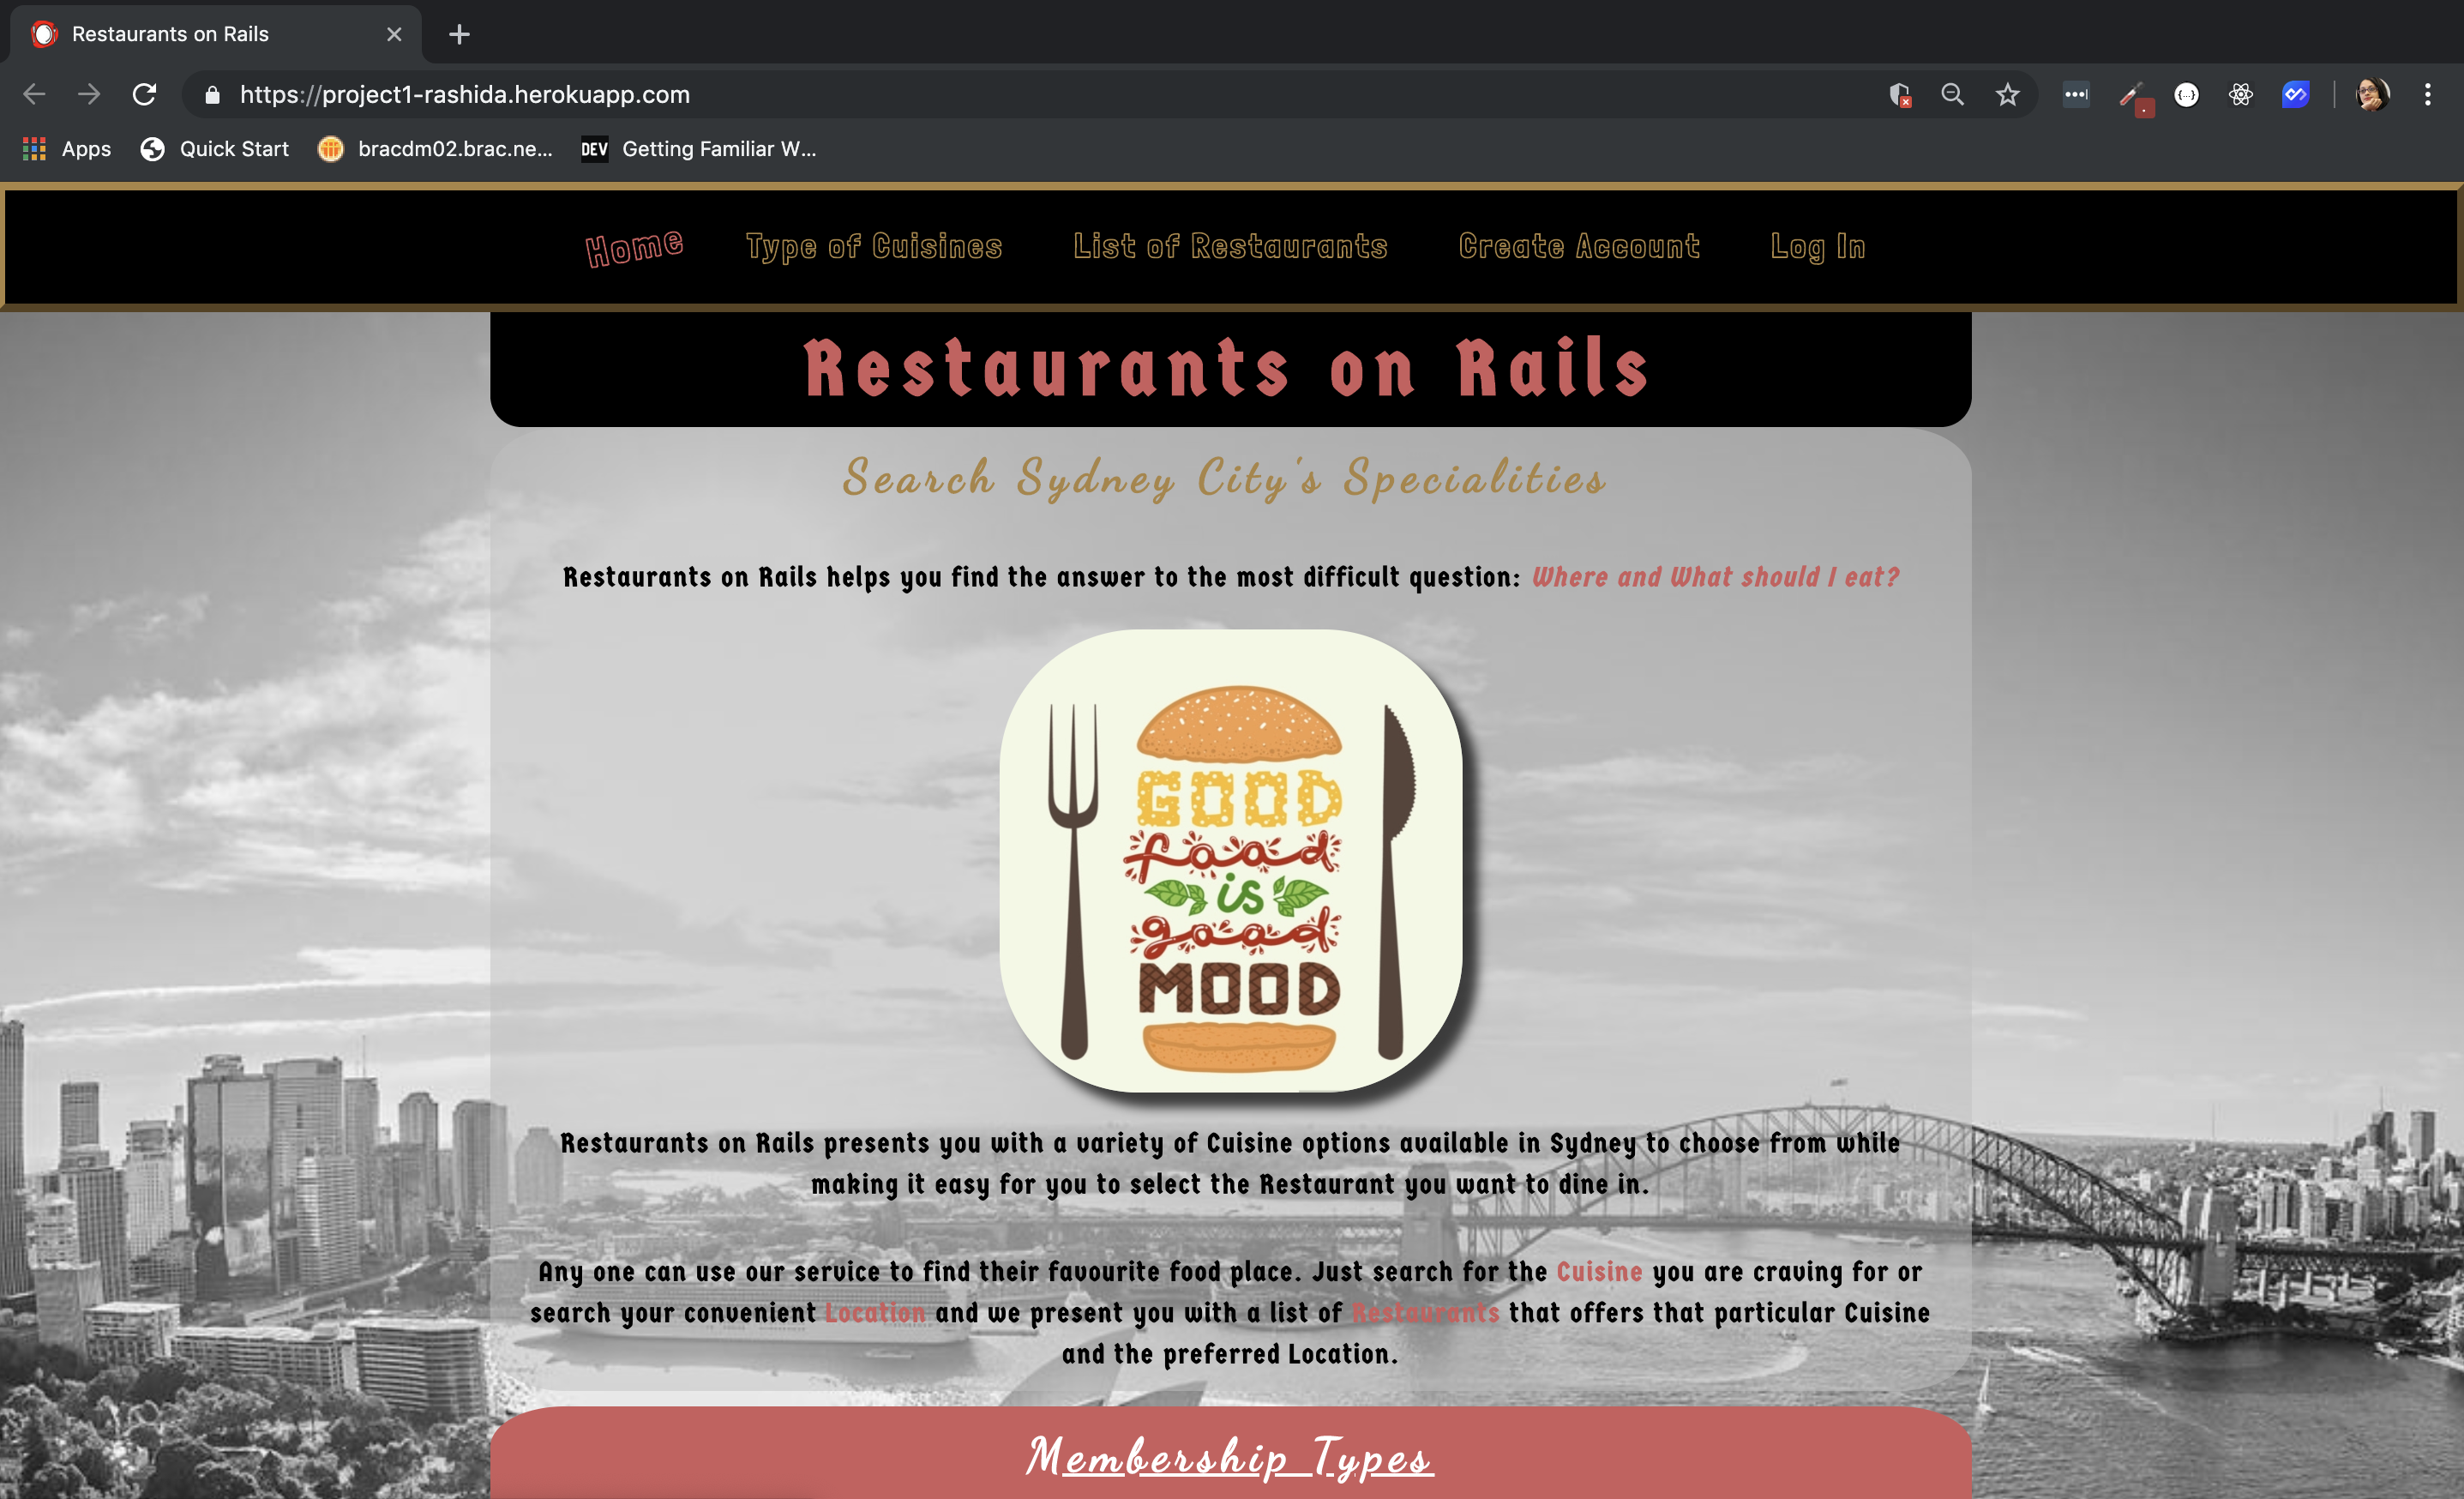 Restaurants on Rails
https://project1-rashida.herokuapp.com
Apps Quick Start bracdm02.brac.ne... DEV Getting Familiar W...
Home Type of Cuisines List of Restaurants Create Account Log In
Restaurants on Rails
Search Sydney City's Specialities
Restaurants on Rails helps you find the answer to the most difficult question: Where and What should I eat?
GOOD
food
is
good
MOOD
Restaurants on Rails presents you with a variety of Cuisine options available in Sydney to choose from while
making it easy for you to select the Restaurant you want to dine in.
Any one can use our service to find their favourite food place. Just search for the Cuisine you are craving for or
search your convenient Location and we present you with a list of Restaurants that offers that particular Cuisine
and the preferred Location.
Membership Types